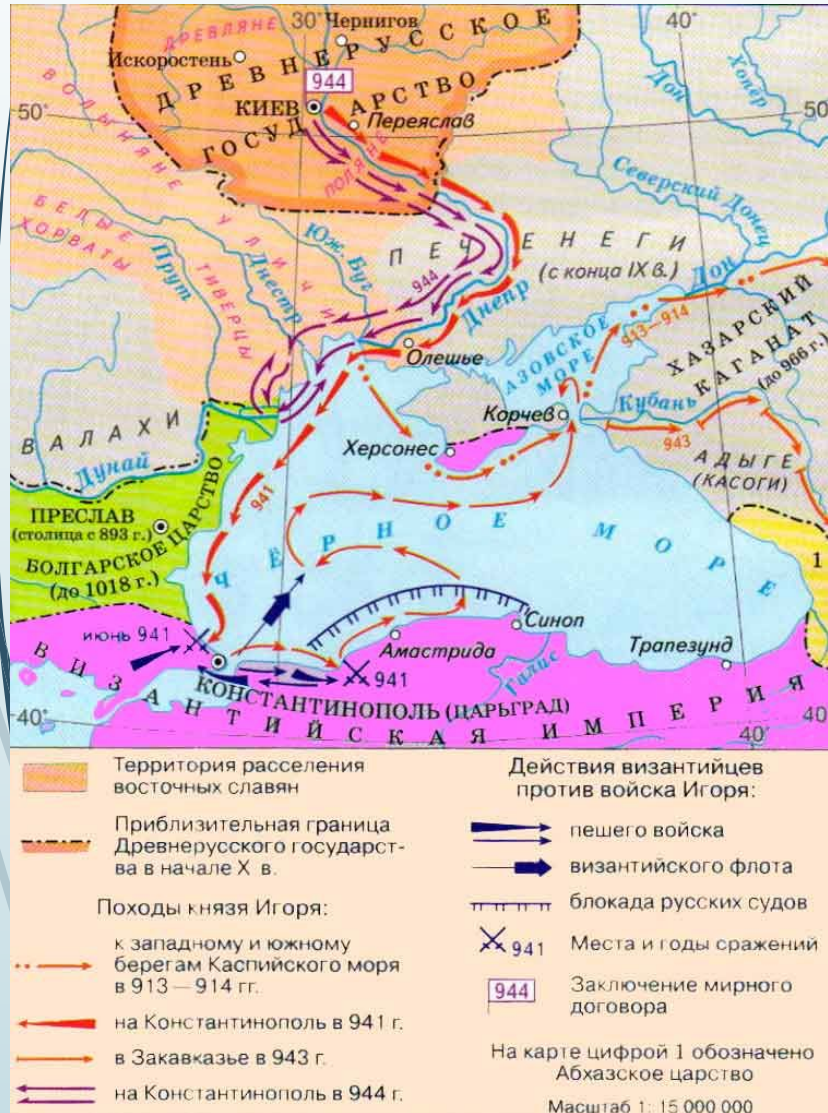 30°
40°
ДРЕВЛЯНЕ
Чернигов
Искоростень
ДРЕВНЕРУССКОЕ
944
ГОСУДАРСТВО
КИЕВ
Переяслав
50°
50
ВОЛЫНЯНЕ
ПОЛЯНЕ
Дон
Хопёр
Северский Донец
БЕЛЫЕ
ХОРВАТЫ
УЛИЧИ
ТИВЕРЦЫ
Прут
Днестр
Юж. Буг
ПЕЧЕНЕГИ
(с конца IX в.)
944
Днепр
Дон
913–914
Олешье
АЗОВСКОЕ
МОРЕ
ХАЗАРСКИЙ
КАГАНАТ
(до 966 г.)
Корчев
Кубань
943
ВАЛАХИ
Дунай
Херсонес
АДЫГЕ
(КАСОГИ)
941
ПРЕСЛАВ
(столица с 893 г.)
БОЛГАРСКОЕ ЦАРСТВО
(до 1018 г.)
ЧЁРНОЕ МОРЕ
1
июнь 941
Синоп
Амастрида
Трапезунд
Галис
941
КОНСТАНТИНОПОЛЬ (ЦАРЬГРАД)
ВИЗАНТИЙСКАЯ ИМПЕРИЯ
40°
30°
40°
40
Территория расселения
восточных славян
Приблизительная граница
Древнерусского государст-
ва в начале X в.
Походы князя Игоря:
к западному и южному
берегам Каспийского моря
в 913 — 914 гг.
на Константинополь в 941 г.
в Закавказье в 943 г.
на Константинополь в 944 г.
Действия византийцев
против войска Игоря:
пешего войска
византийского флота
блокада русских судов
941 Места и годы сражений
944 Заключение мирного
договора
На карте цифрой 1 обозначено
Абхазское царство
Масштаб 1: 15 000 000